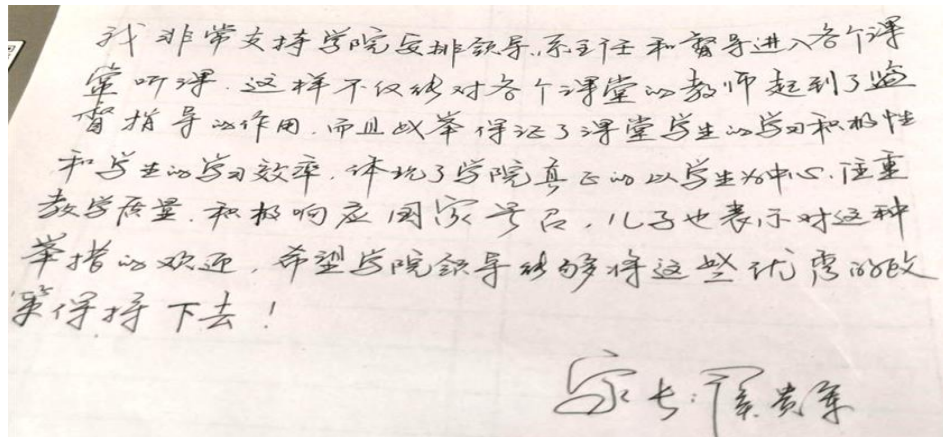 我非常支持学院安排领导、系主任和督导进入各个课
堂听课.这样不仅能对各个课堂的教师起到了监
督指导的作用.而且此举保证了课堂学生的学习积极性
和学生的学习效率,体现了学院真正的以学生为中心.注重
教学质量.积极响应国家号召,儿子也表示对这种
举措的欢迎,希望学院领导能够将这些优秀的政
策保持下去!
家长: